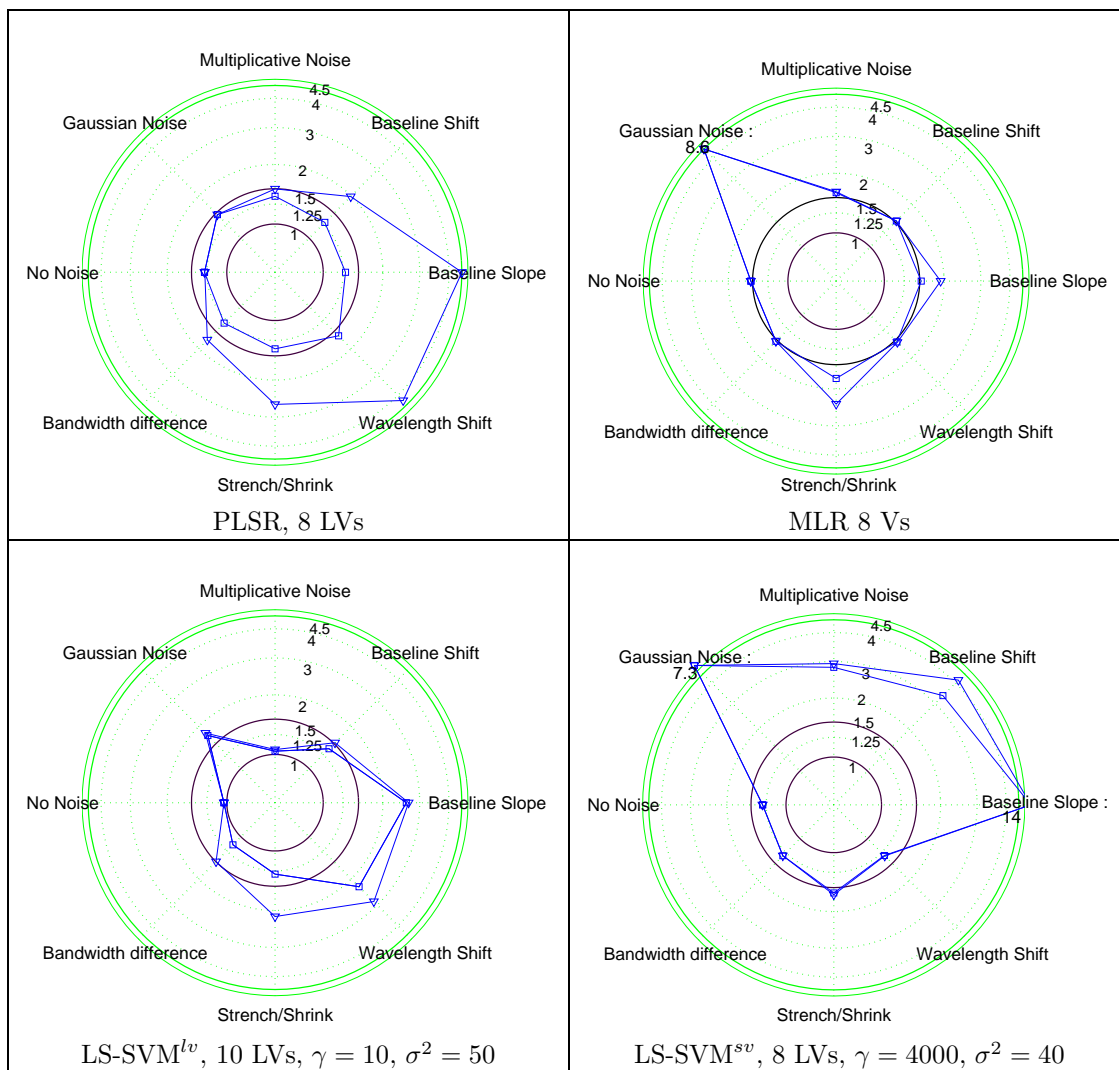 Multiplicative Noise
4.5
Gaussian Noise
4
Baseline Shift
3
2
1.5
1.25
1
No Noise
Baseline Slope
Bandwidth difference
Wavelength Shift
Strench/Shrink
PLSR, 8 LVs
Multiplicative Noise
4.5
4
Gaussian Noise :
Baseline Shift
8.6
3
2
1.5
1.25
1
No Noise
Baseline Slope
Bandwidth difference
Wavelength Shift
Strench/Shrink
MLR 8 Vs
Multiplicative Noise
4.5
4
Gaussian Noise
Baseline Shift
3
2
1.5
1.25
1
No Noise
Baseline Slope
Bandwidth difference
Wavelength Shift
Strench/Shrink
LS-SVM^{lv}, 10 LVs, γ = 10, σ² = 50
Multiplicative Noise
4.5
4
Gaussian Noise :
Baseline Shift
7.3
3
2
1.5
1.25
1
No Noise
Baseline Slope :
14
Bandwidth difference
Wavelength Shift
Strench/Shrink
LS-SVM^{sv}, 8 LVs, γ = 4000, σ² = 40